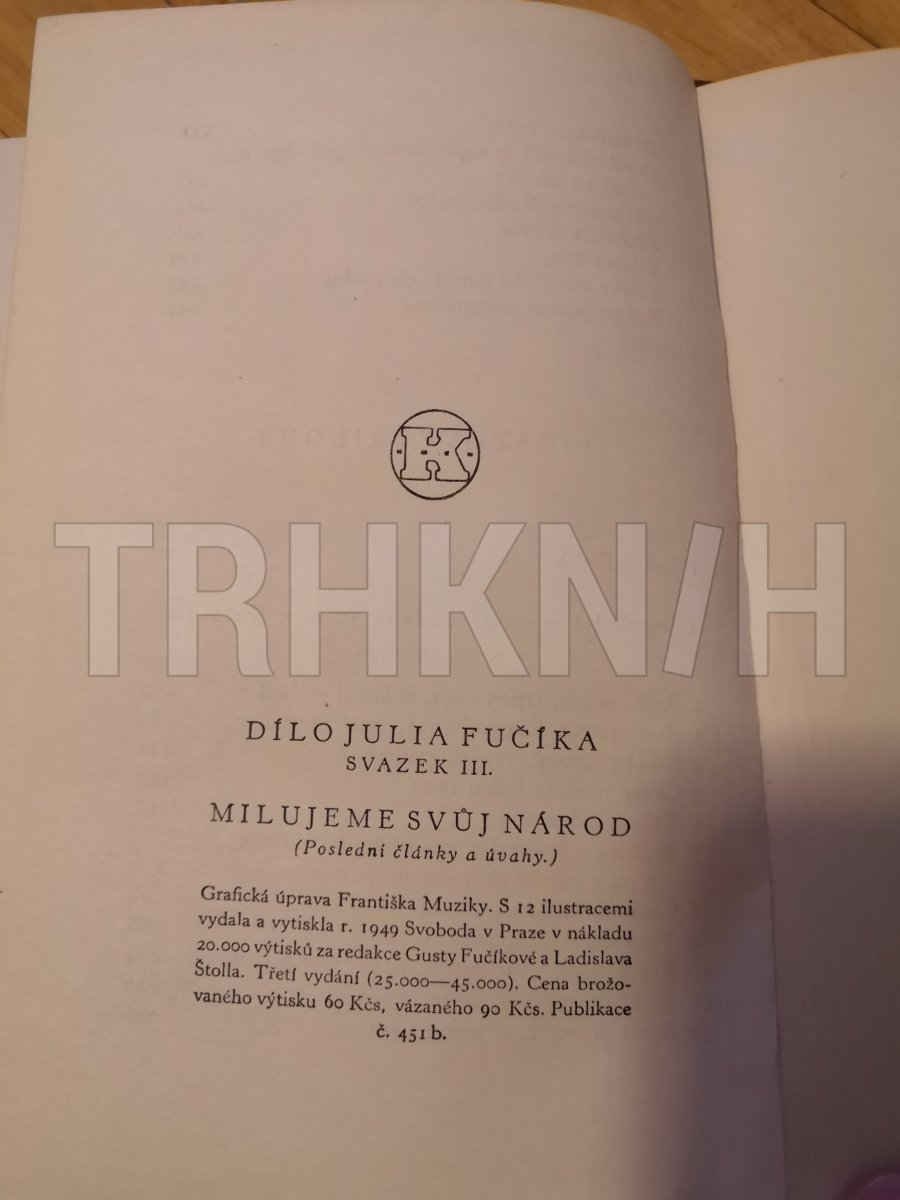 K
TRHKN/H
DÍLO JULIA FUČÍKA
SVAZEK III.
MILUJEME SVŮJ NÁROD
(Poslední články a úvahy.)
Grafická úprava Františka Muziky. S 12 ilustracemi
vydala a vytiskla r. 1949 Svoboda v Praze v nákladu
20.000 výtisků za redakce Gusty Fučíkové a Ladislava
Štolla. Třetí vydání (25.000—45.000). Cena brožo-
vaného výtisku 60 Kčs, vázaného 90 Kčs. Publikace
č. 451 b.